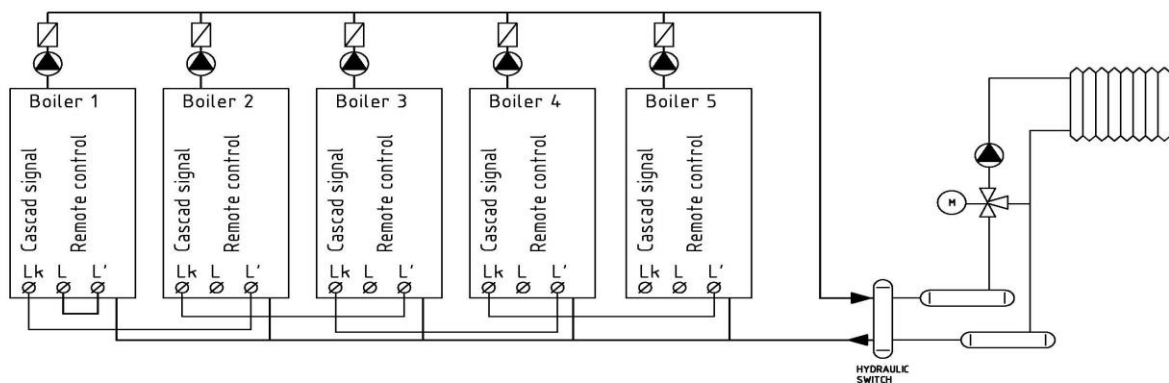 Boiler 1
Cascad signal
Remote control
Lk L L'
Boiler 2
Cascad signal
Remote control
Lk L L'
Boiler 3
Cascad signal
Remote control
Lk L L'
Boiler 4
Cascad signal
Remote control
Lk L L'
Boiler 5
Cascad signal
Remote control
Lk L L'
M
HYDRAULIC
SWITCH